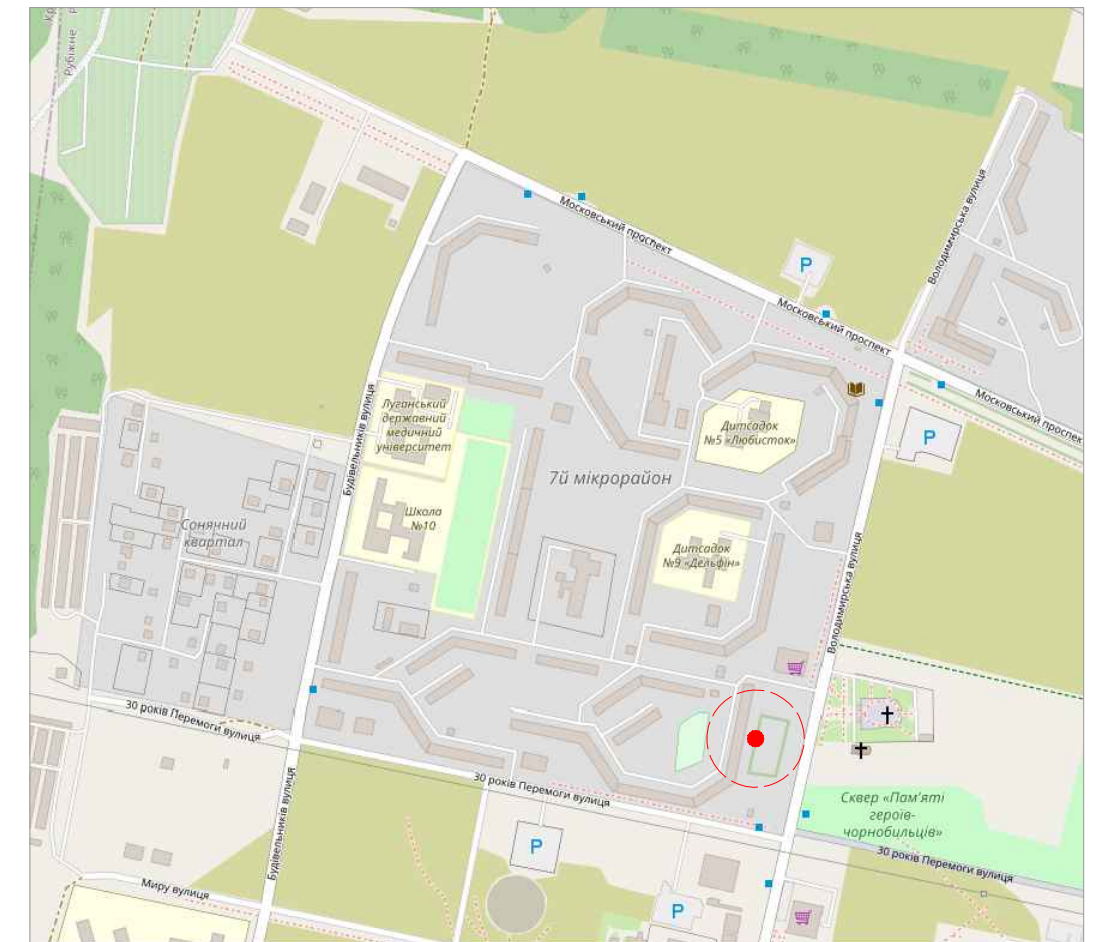 Рубіжне
Московський проспект
Володимирська вулиця
P
Московський проспект
Московський проспек
P
Будівельників вулиця
Луганський
державний
медичний
університет
Дитсадок
№5 «Любисток»
7й мікрорайон
Школа
№10
Сонячний
квартал
Дитсадок
№9 «Дельфін»
Володимирська вулиця
30 років Перемоги вулиця
30 років Перемоги вулиця
Будівельників вулиця
Сквер «Пам'яті
героїв-
чорнобильців»
P
30 років Перемоги вулиця
Миру вулиця
P